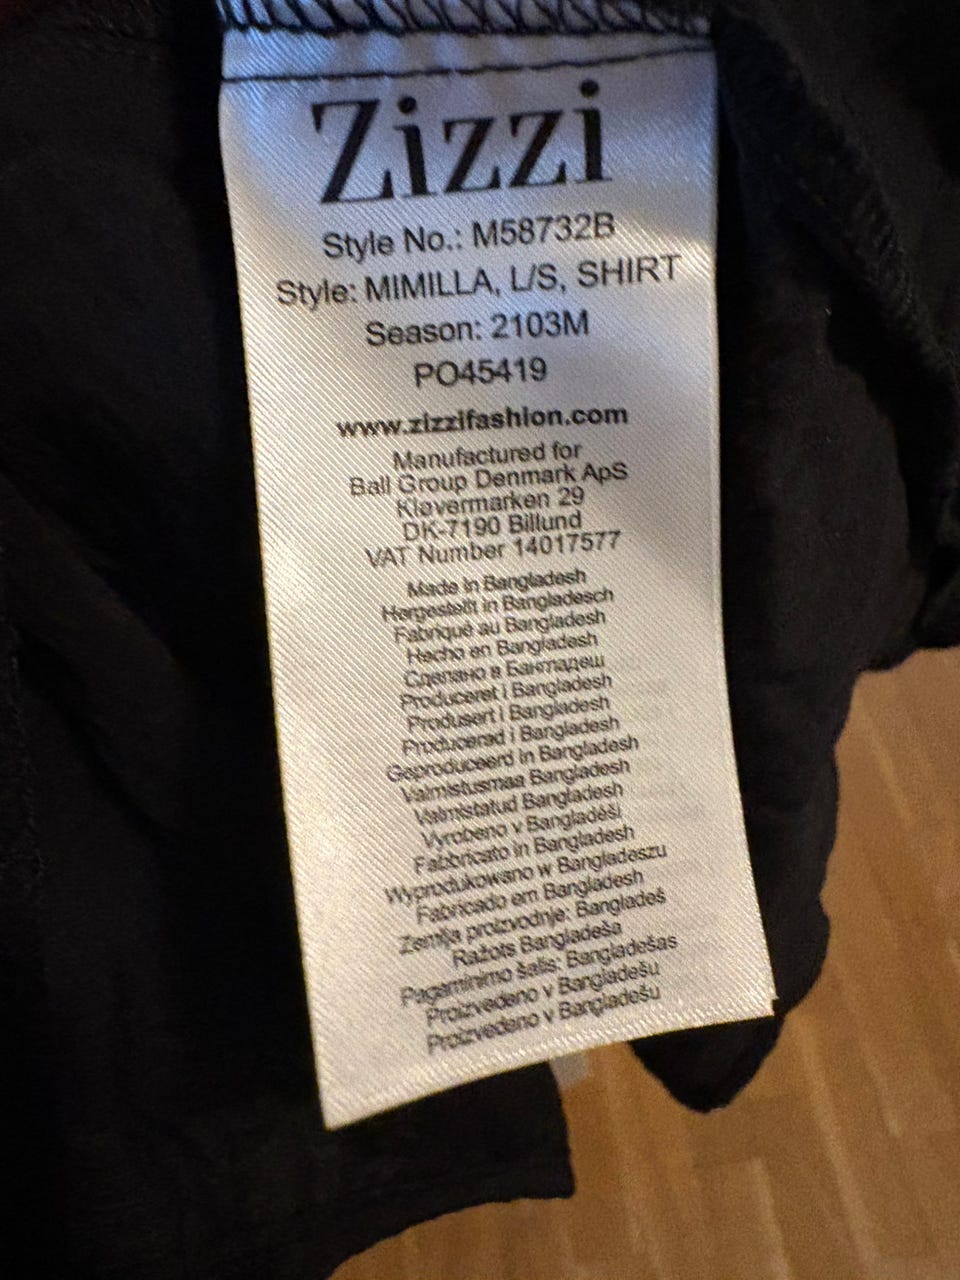 Zizzi
Style No.: M58732B
Style: MIMILLA, L/S, SHIRT
Season: 2103M
PO45419
www.zizzifashion.com
Manufactured for
Ball Group Denmark ApS
Kløvermarken 29
DK-7190 Billund
VAT Number 14017577
Made in Bangladesh
Hergestellt in Bangladesch
Fabriqué au Bangladesh
Hecho en Bangladesh
Сделано в Бангладеш
Produceret i Bangladesh
Produsert i Bangladesh
Producerad i Bangladesh
Geproduceerd in Bangladesh
Valmistusmaa Bangladesh
Valmistatud Bangladesh
Vyrobeno v Bangladéši
Fabbricato in Bangladesh
Wyprodukowano w Bangladeszu
Fabricado em Bangladesh
Zemlja proizvodnje: Bangladeš
Ražots Bangladeša
Pagaminimo šalis: Bangladešas
Proizvedeno v Bangladešu
Proizvedeno v Bangladešu